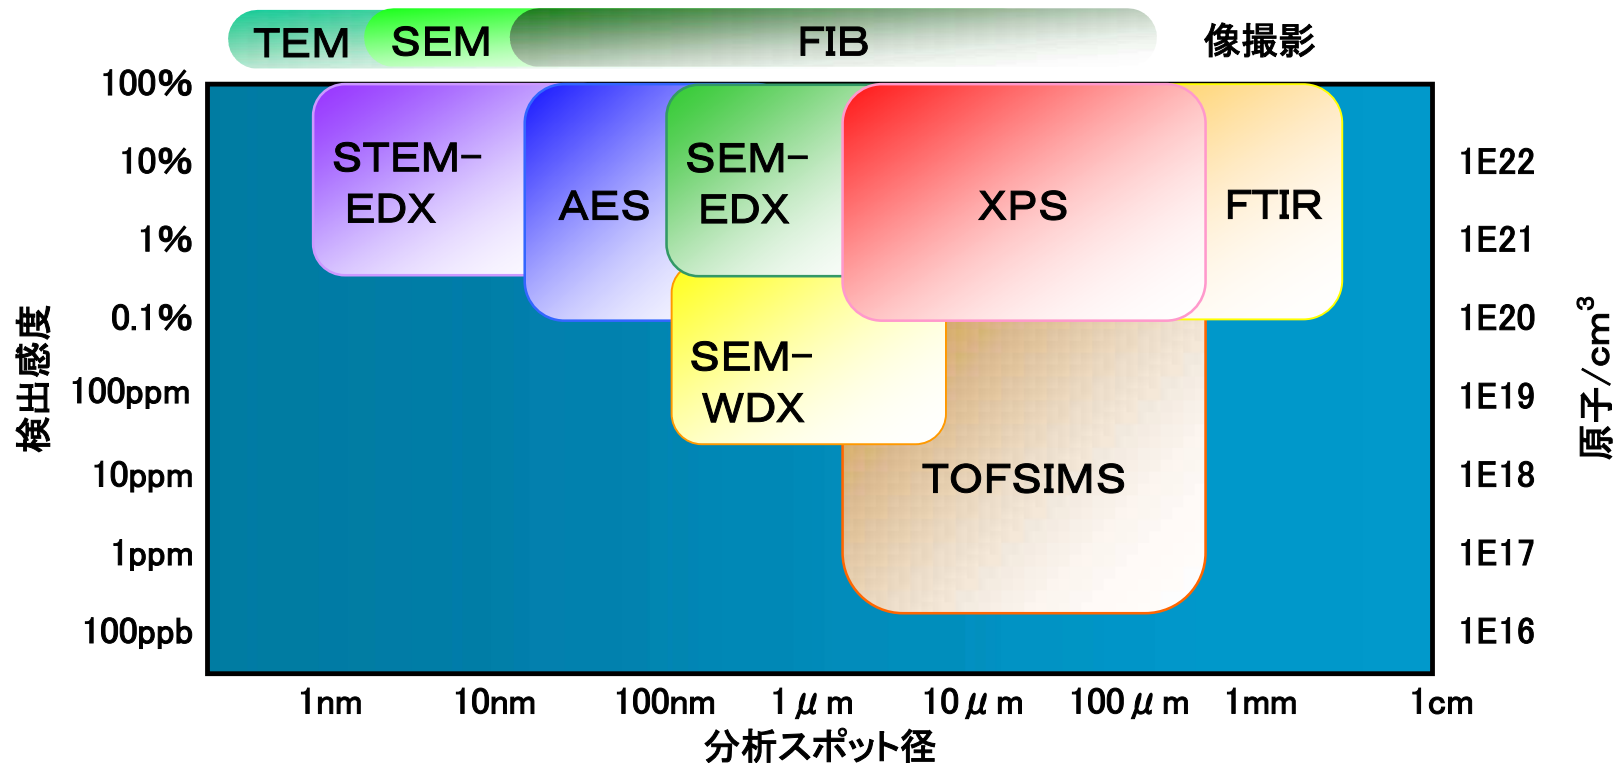 TEM SEM FIB 像撮影
100%
10%
1%
0.1%
100ppm
10ppm
1ppm
100ppb
検出感度
STEM-
EDX
AES
SEM-
EDX
XPS
FTIR
SEM-
WDX
TOFSIMS
1E22
1E21
1E20
1E19
1E18
1E17
1E16
原子/cm³
1nm 10nm 100nm 1μm 10μm 100μm 1mm 1cm
分析スポット径